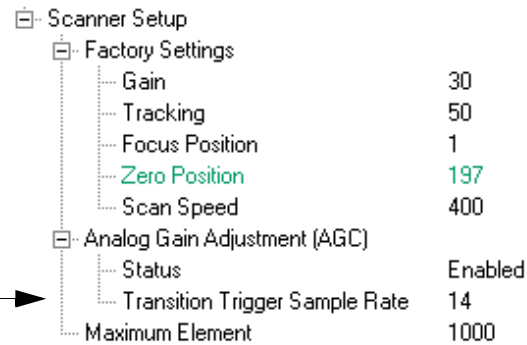 Scanner Setup
Factory Settings
Gain 30
Tracking 50
Focus Position 1
Zero Position 197
Scan Speed 400
Analog Gain Adjustment (AGC)
Status Enabled
Transition Trigger Sample Rate 14
Maximum Element 1000